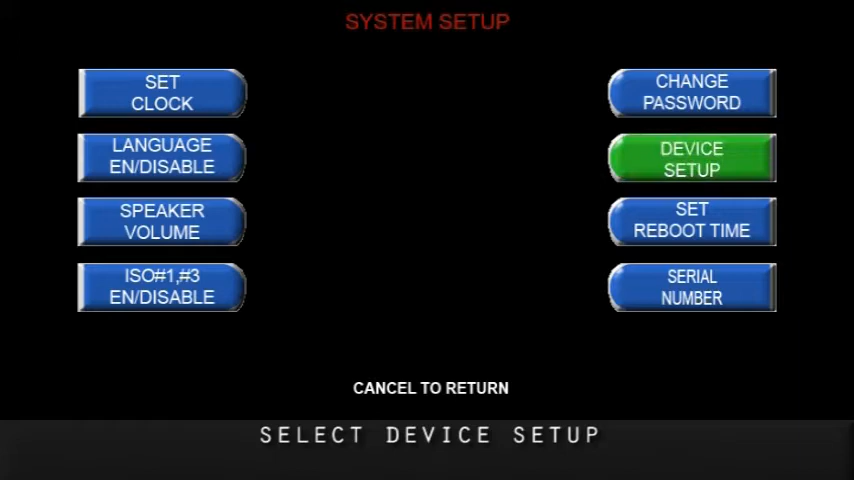 SYSTEM SETUP
SET
CLOCK
LANGUAGE
EN/DISABLE
SPEAKER
VOLUME
ISO#1,#3
EN/DISABLE
CHANGE
PASSWORD
DEVICE
SETUP
SET
REBOOT TIME
SERIAL
NUMBER
CANCEL TO RETURN
SELECT DEVICE SETUP